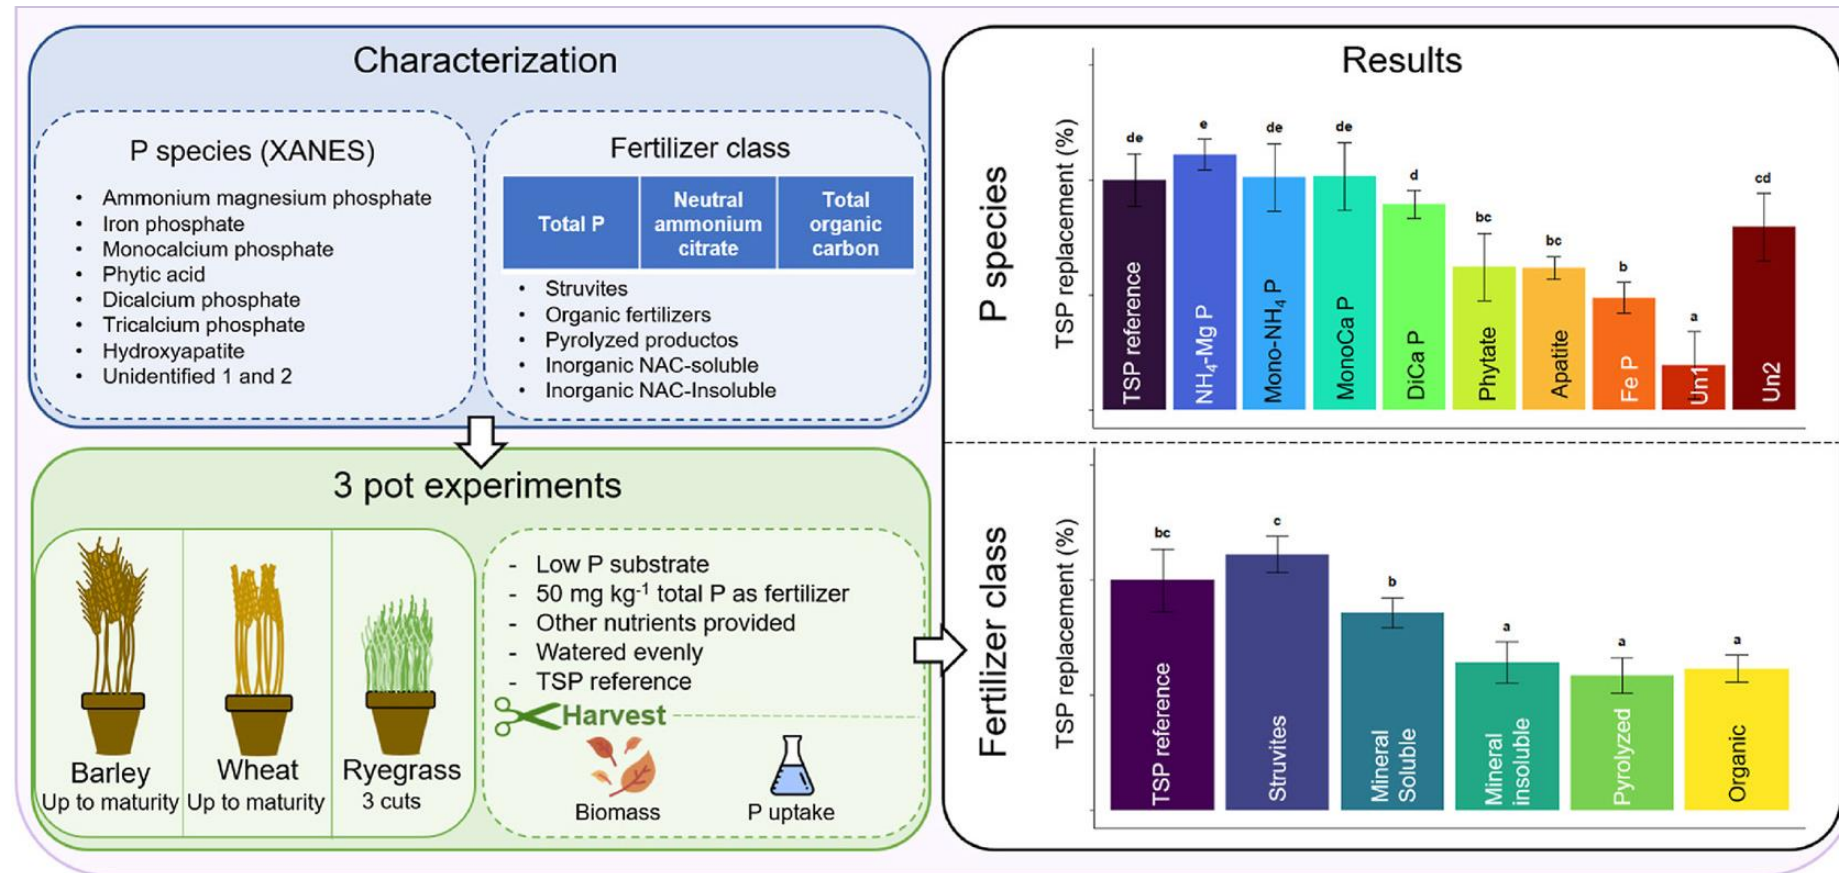 Characterization
P species (XANES)
• Ammonium magnesium phosphate
• Iron phosphate
• Monocalcium phosphate
• Phytic acid
• Dicalcium phosphate
• Tricalcium phosphate
• Hydroxyapatite
• Unidentified 1 and 2
Fertilizer class
Total P
Neutral
ammonium
citrate
Total
organic
carbon
• Struvites
• Organic fertilizers
• Pyrolyzed productos
• Inorganic NAC-soluble
• Inorganic NAC-Insoluble
3 pot experiments
Barley
Up to maturity
Wheat
Up to maturity
Ryegrass
3 cuts
- Low P substrate
- 50 mg kg-1 total P as fertilizer
- Other nutrients provided
- Watered evenly
- TSP reference
Harvest
Biomass
P uptake
Results
P species
TSP replacement (%)
de
e
de
de
d
bc
bc
b
a
cd
TSP reference
NH4-Mg P
Mono-NH4 P
MonoCa P
DiCa P
Phytate
Apatite
Fe P
Un1
Un2
Fertilizer class
TSP replacement (%)
bc
c
b
a
a
a
TSP reference
Struvites
Mineral
Soluble
Mineral
insoluble
Pyrolyzed
Organic